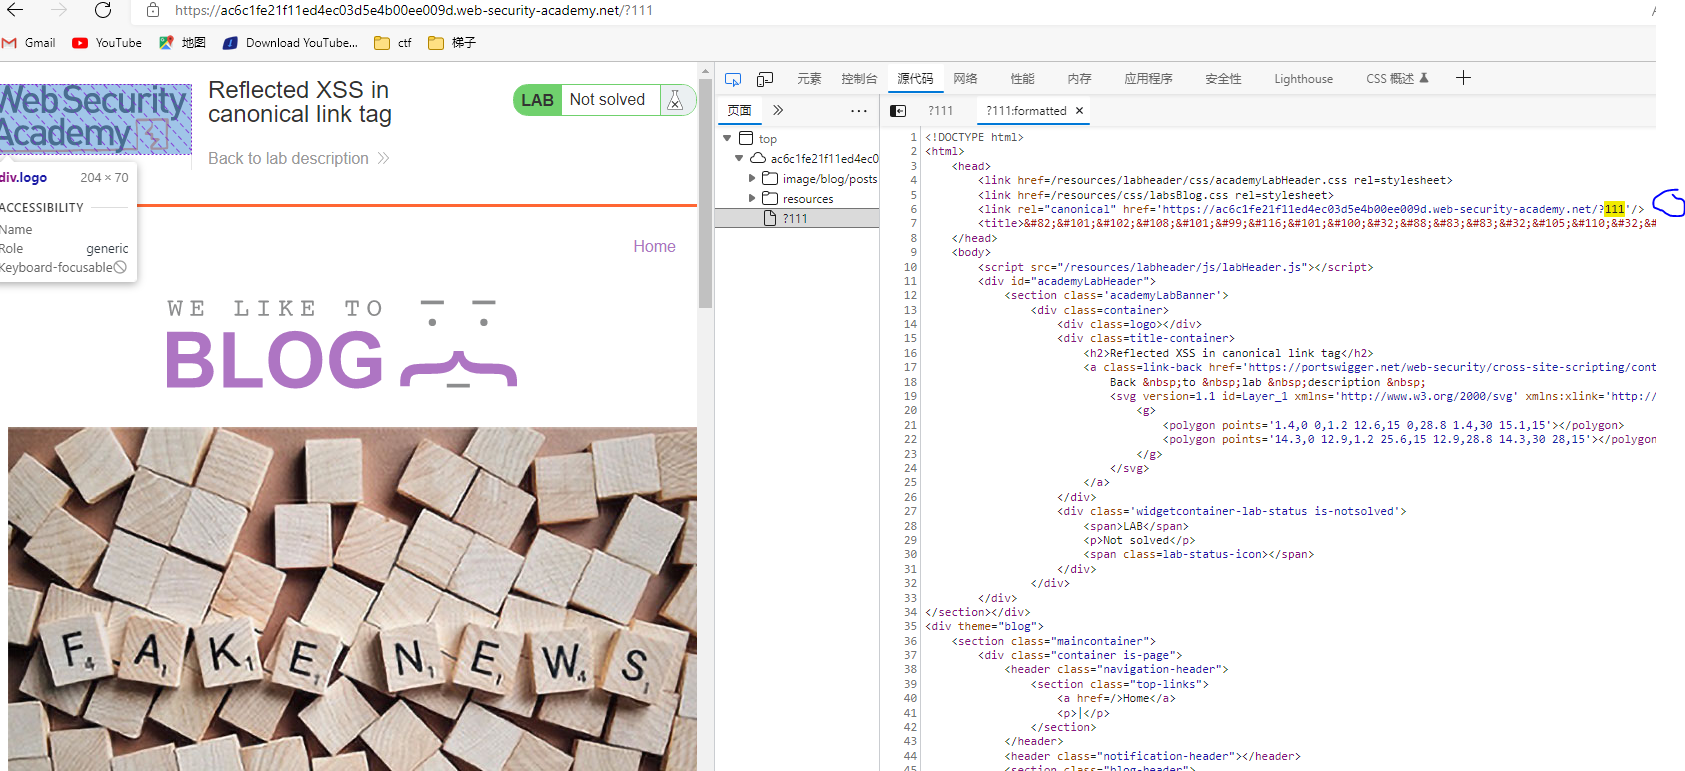 https://ac6c1fe21f11ed4ec03d5e4b00ee009d.web-security-academy.net/?111
Gmail YouTube 地图 Download YouTube... ctf 梯子
Web Security
Academy
Reflected XSS in
canonical link tag
LAB Not solved
Back to lab description
div.logo 204 × 70
ACCESSIBILITY
Name
Role generic
Keyboard-focusable
Home
WE LIKE TO
BLOG
FAKE NEWS
元素 控制台 源代码 网络 性能 内存 应用程序 安全性 Lighthouse CSS 概述
页面
top
ac6c1fe21f11ed4ec0
image/blog/posts
resources
?111
?111 ?111:formatted
1 <!DOCTYPE html>
2 <html>
3 <head>
4 <link href=/resources/labheader/css/academyLabHeader.css rel=stylesheet>
5 <link href=/resources/css/labsBlog.css rel=stylesheet>
6 <link rel="canonical" href='https://ac6c1fe21f11ed4ec03d5e4b00ee009d.web-security-academy.net/?111'/>
7 <title>&#82;&#101;&#102;&#108;&#101;&#99;&#116;&#101;&#100;&#32;&#88;&#83;&#83;&#32;&#105;&#110;&#32;&#
8 </head>
9 <body>
10 <script src="/resources/labheader/js/labHeader.js"></script>
11 <div id="academyLabHeader">
12 <section class='academyLabBanner'>
13 <div class=container>
14 <div class=logo></div>
15 <div class=title-container>
16 <h2>Reflected XSS in canonical link tag</h2>
17 <a class=link-back href='https://portswigger.net/web-security/cross-site-scripting/cont
18 Back &nbsp;to &nbsp;lab &nbsp;description &nbsp;
19 <svg version=1.1 id=Layer_1 xmlns='http://www.w3.org/2000/svg' xmlns:xlink='http://
20 <g>
21 <polygon points='1.4,0 0,1.2 12.6,15 0,28.8 1.4,30 15.1,15'></polygon>
22 <polygon points='14.3,0 12.9,1.2 25.6,15 12.9,28.8 14.3,30 28,15'></polygon
23 </g>
24 </svg>
25 </a>
26 </div>
27 <div class='widgetcontainer-lab-status is-notsolved'>
28 <span>LAB</span>
29 <p>Not solved</p>
30 <span class=lab-status-icon></span>
31 </div>
32 </div>
33 </div>
34 </section></div>
35 <div theme="blog">
36 <section class="maincontainer">
37 <div class="container is-page">
38 <header class="navigation-header">
39 <section class="top-links">
40 <a href=/>Home</a>
41 <p>|</p>
42 </section>
43 </header>
44 <header class="notification-header"></header>
45 <section class="blog-header">